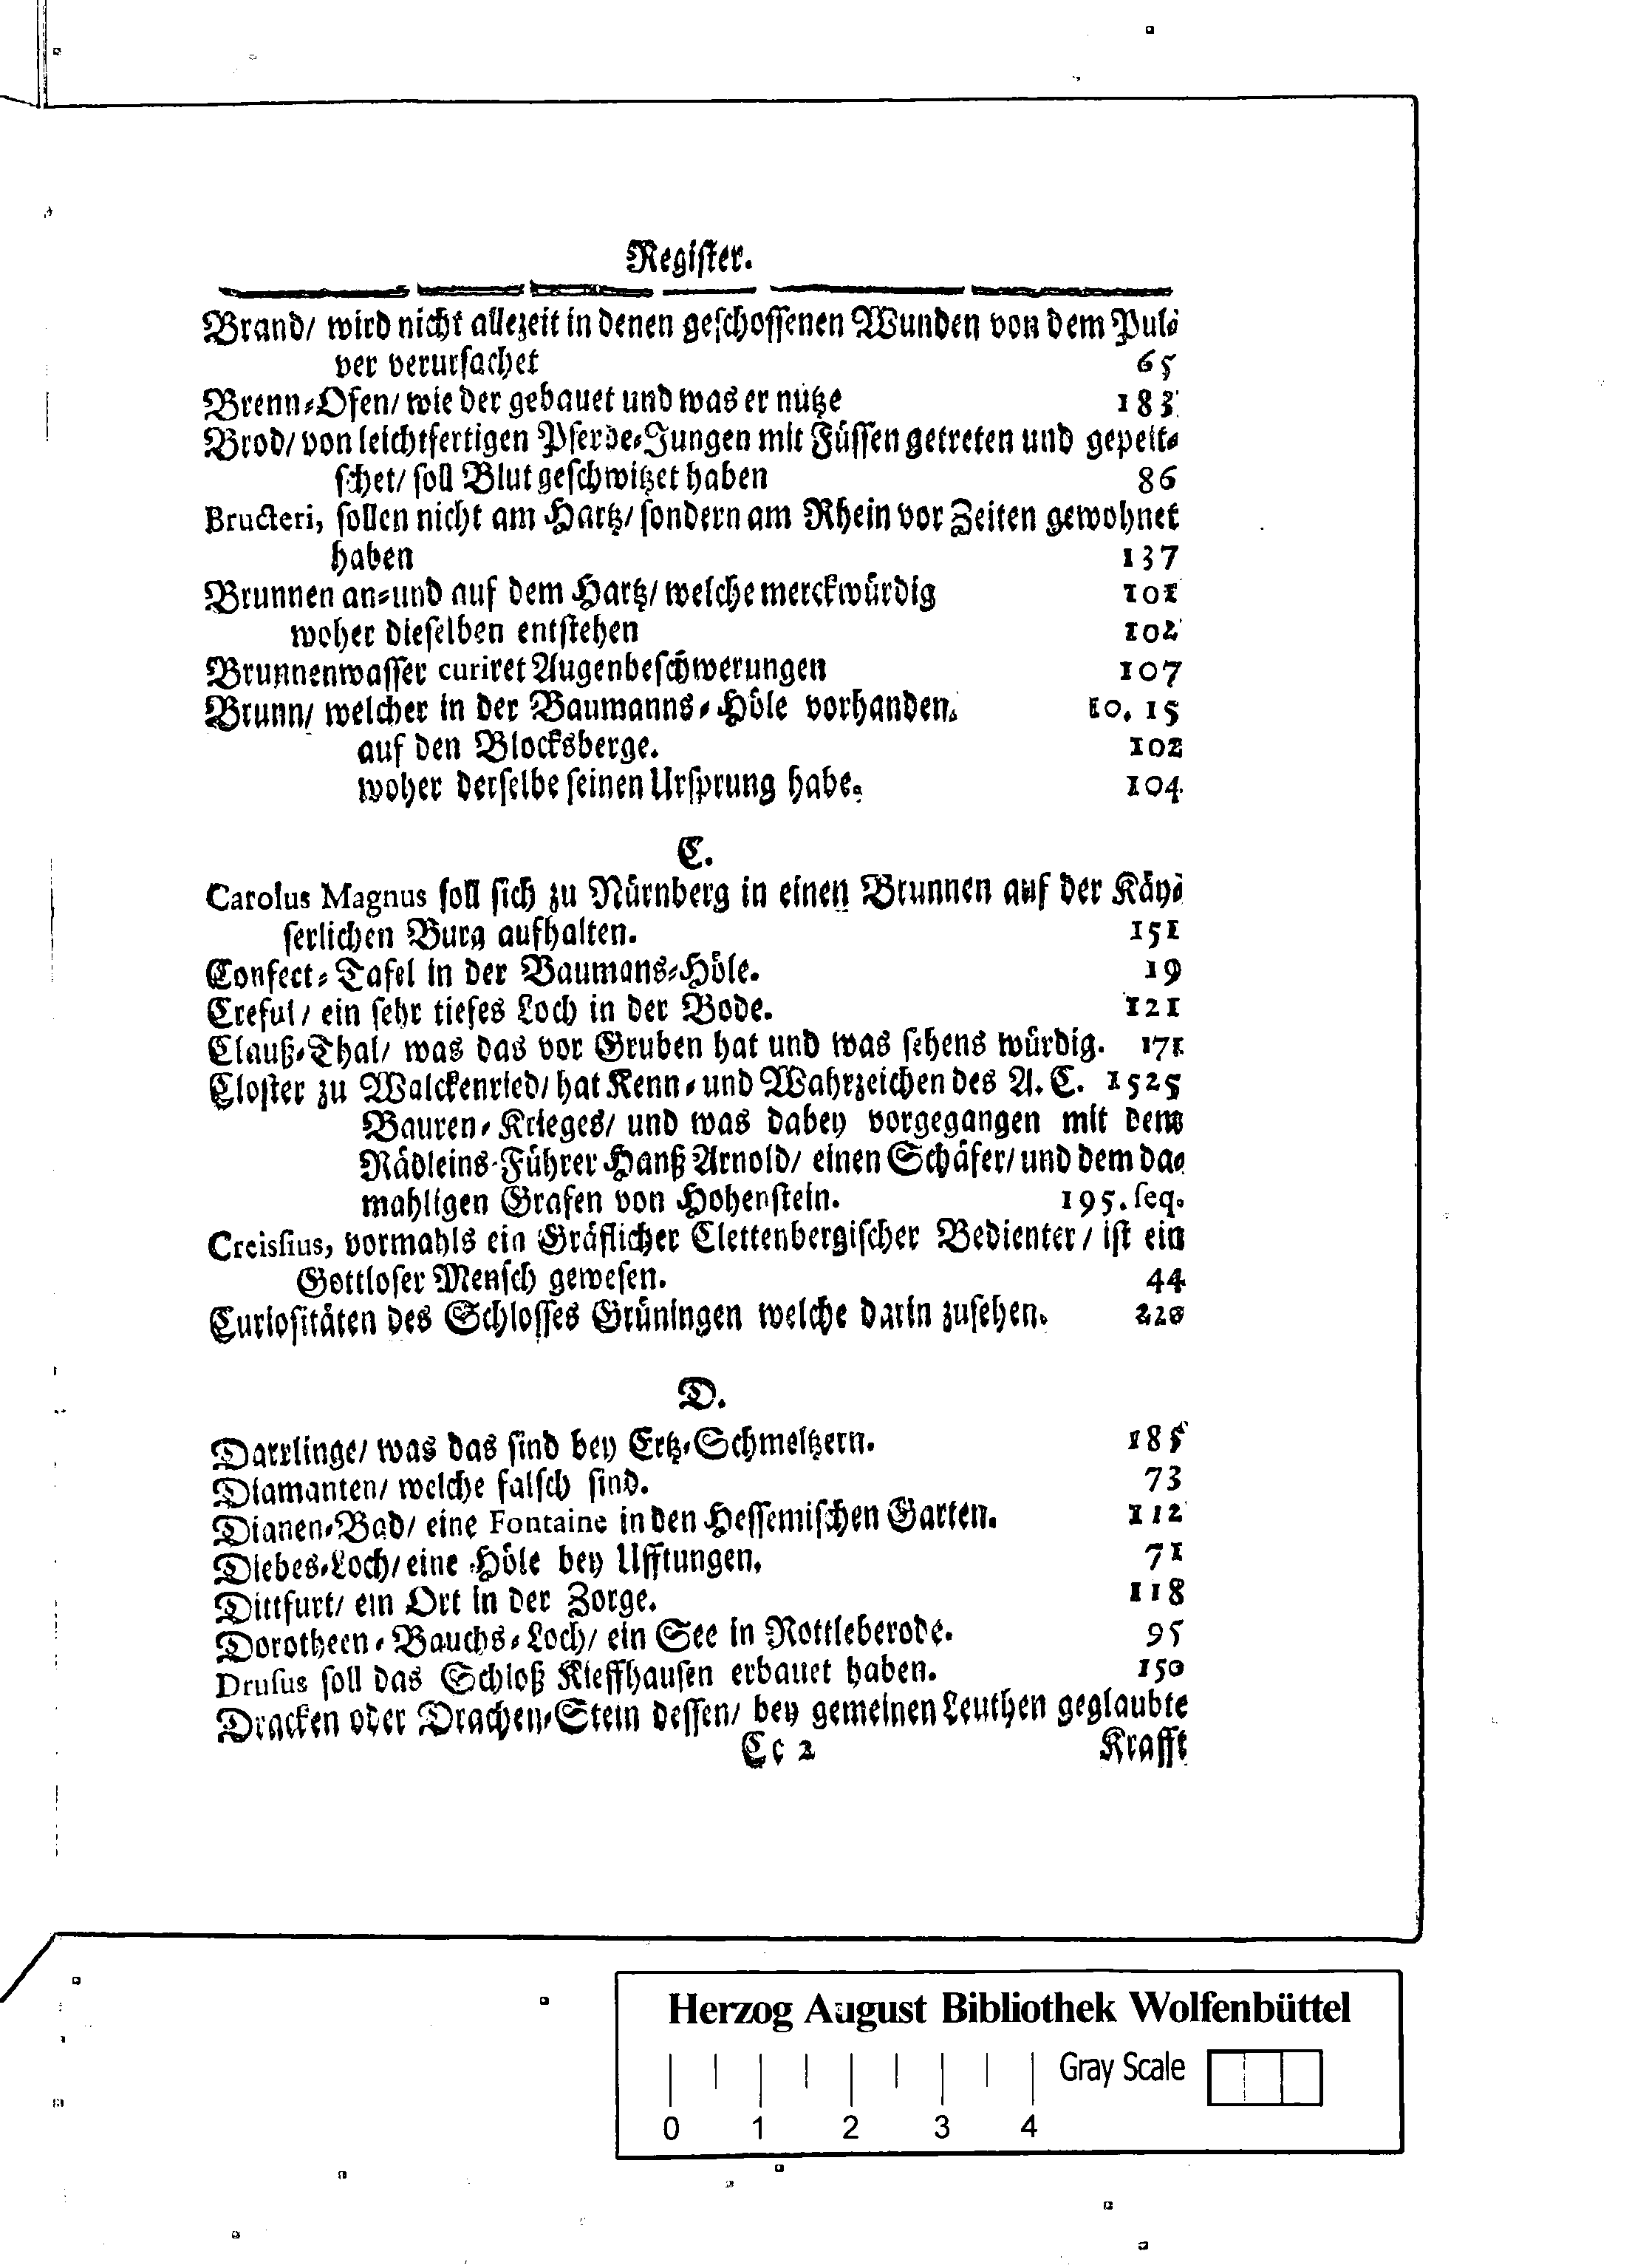 Register.
Brand/ wird nicht allezeit in denen geschossenen Wunden von dem Pul-
ver verursachet 65
Brenn-Ofen/ wie der gebauet und was er nutze 183
Brod/ von leichtfertigen Pferde-Jungen mit Füssen getreten und gepeit-
schet/ soll Blut geschwitzet haben 86
Bructeri, sollen nicht am Hartz/ sondern am Rhein vor Zeiten gewohnet
haben 137
Brunnen an-und auf dem Hartz/ welche merckwürdig 101
woher dieselben entstehen 102
Brunnenwasser curiret Augenbeschwerungen 107
Brunn/ welcher in der Baumanns-Höle vorhanden. 10. 15
auf den Blocksberge. 102
woher derselbe seinen Ursprung habe. 104
C.
Carolus Magnus soll sich zu Nürnberg in einen Brunnen auf der Käy-
serlichen Burg aufhalten. 151
Confect-Tafel in der Baumans-Höle. 19
Creful/ ein sehr tiefes Loch in der Bode. 121
Clauß-Thal/ was das vor Gruben hat und was sehens würdig. 171
Closter zu Walckenried/ hat Kenn- und Wahrzeichen des A. C. 1525
Bauren-Krieges/ und was dabey vorgegangen mit dem
Rädleins-Führer Hanß Arnold/ einen Schäfer/ und dem da-
mahligen Grafen von Hohenstein. 195. seq.
Creissius, vormahls ein Gräflicher Clettenbergischer Bedienter/ ist ein
Gottloser Mensch gewesen. 44
Curiositäten des Schlosses Grüningen welche darin zusehen. 220
D.
Darrlinge/ was das sind bey Ertz-Schmeltzern. 185
Diamanten/ welche falsch sind. 73
Dianen-Bad/ eine Fontaine in den Hessemischen Garten. 112
Diebes-Loch/ eine Höle bey Ufftungen. 71
Dittfurt/ ein Ort in der Zorge. 118
Dorotheen-Bauchs-Loch/ ein See in Rottleberode. 95
Drusus soll das Schloß Kieffhausen erbauet haben. 150
Dracken oder Drachen-Stein dessen/ bey gemeinen Leuthen geglaubte
Cc 2 Krafft
Herzog August Bibliothek Wolfenbüttel
Gray Scale
0 1 2 3 4